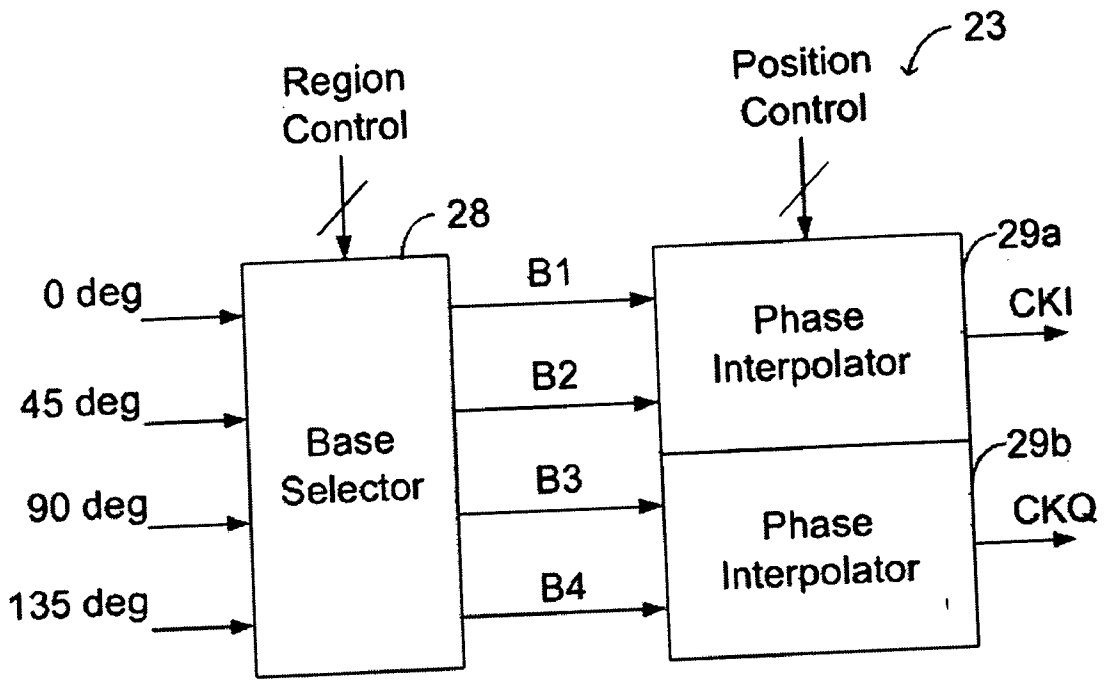 23
Region
Control
Position
Control
28
29a
0 deg
B1
Phase
Interpolator
CKI
45 deg
B2
Base
Selector
29b
90 deg
B3
Phase
Interpolator
CKQ
135 deg
B4